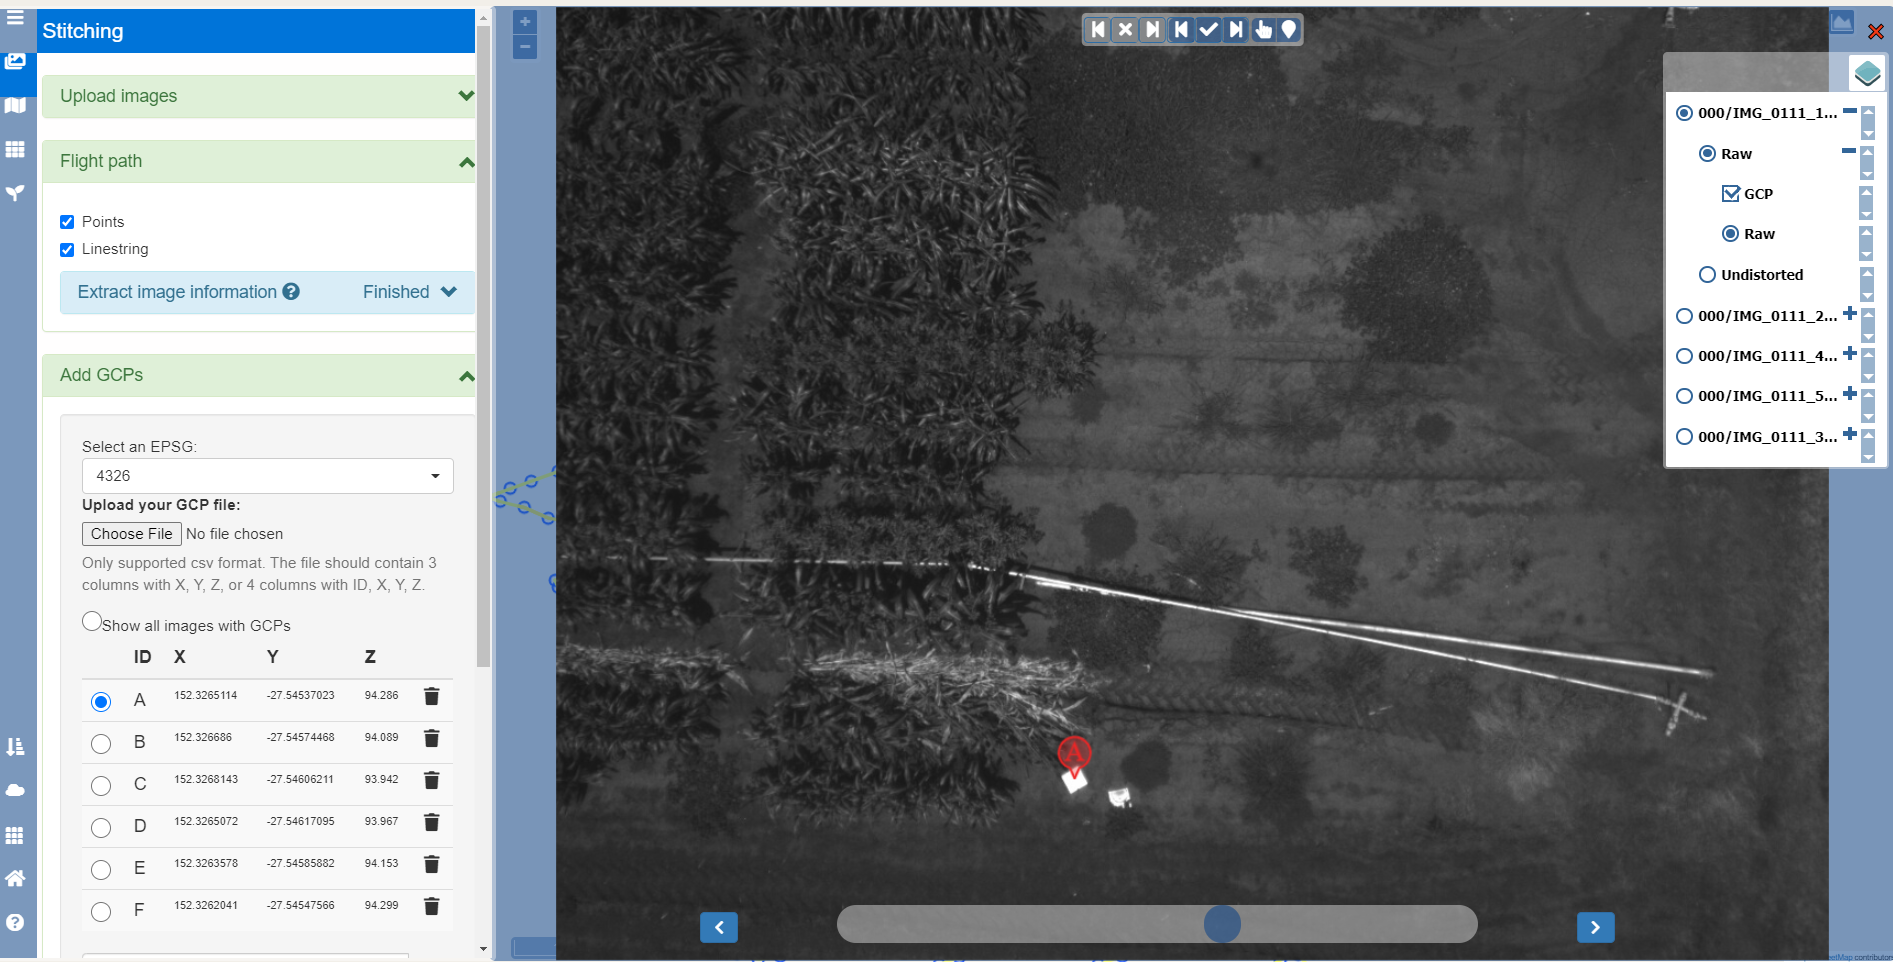 Stitching
Upload images
Flight path
Points
Linestring
Extract image information ?
Finished
Add GCPs
Select an EPSG:
4326
Upload your GCP file:
Choose File No file chosen
Only supported csv format. The file should contain 3
columns with X, Y, Z, or 4 columns with ID, X, Y, Z.
Show all images with GCPs
ID X Y Z
A 152.3265114 -27.54537023 94.286
B 152.326686 -27.54574468 94.089
C 152.3268143 -27.54606211 93.942
D 152.3265072 -27.54617095 93.967
E 152.3263578 -27.54585882 94.153
F 152.3262041 -27.54547566 94.299
A
000/IMG_0111_1...
Raw
GCP
Raw
Undistorted
000/IMG_0111_2...
000/IMG_0111_4...
000/IMG_0111_5...
000/IMG_0111_3...